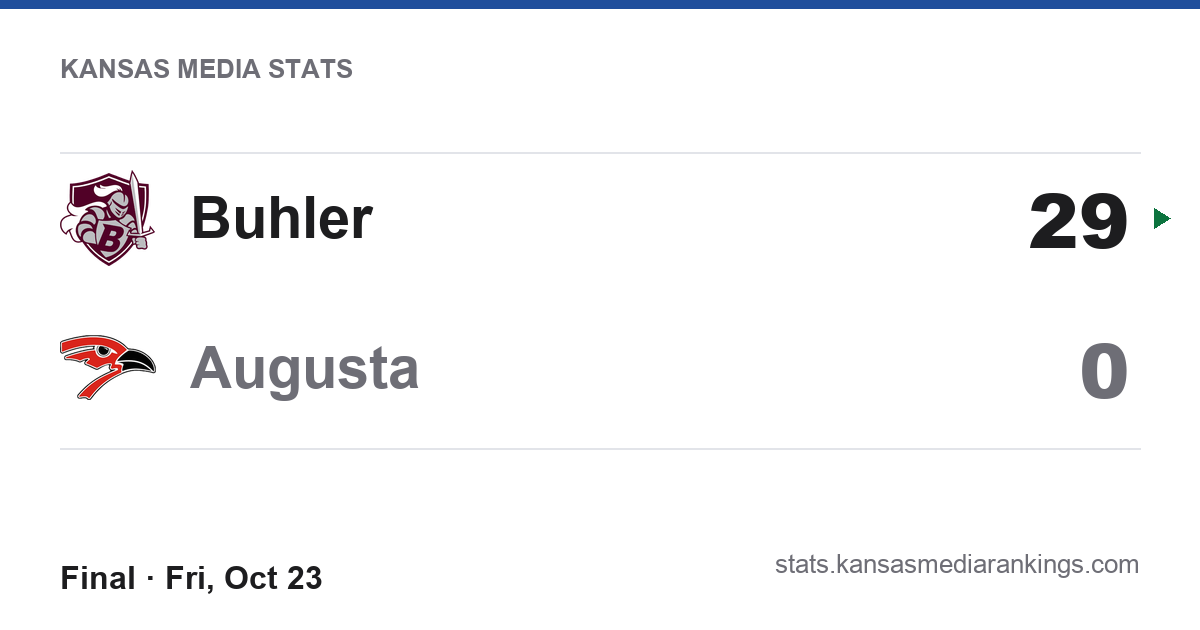 KANSAS MEDIA STATS
Buhler 29
B
Augusta 0
Final · Fri, Oct 23
stats.kansasmediarankings.com